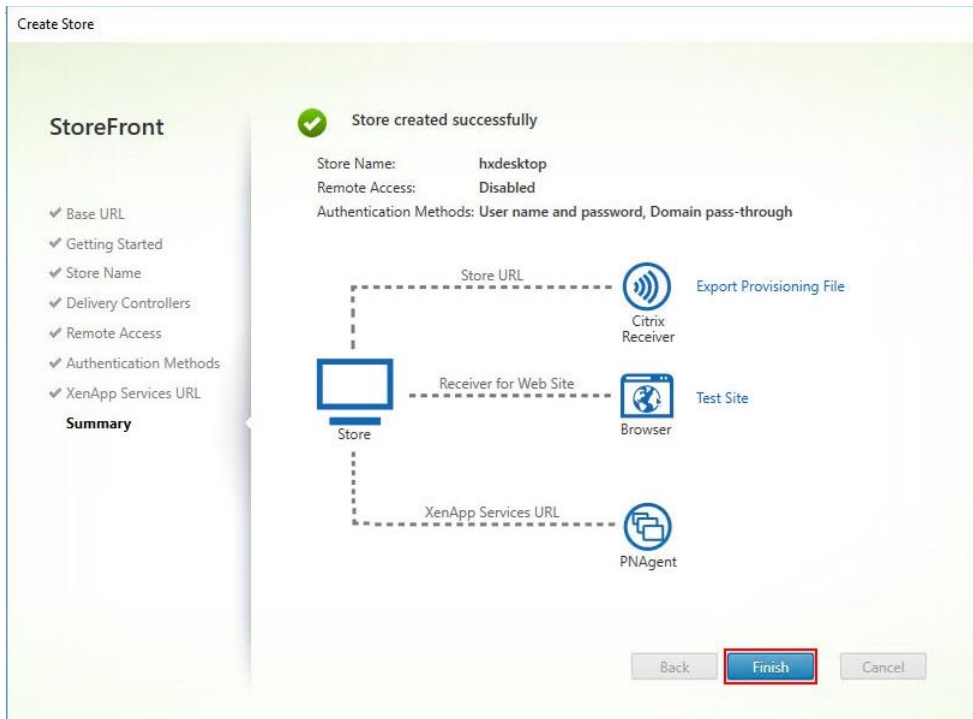 Create Store
StoreFront
Base URL
Getting Started
Store Name
Delivery Controllers
Remote Access
Authentication Methods
XenApp Services URL
Summary
Store created successfully
Store Name: hxdesktop
Remote Access: Disabled
Authentication Methods: User name and password, Domain pass-through
Store URL
Citrix
Receiver
Export Provisioning File
Store
Receiver for Web Site
Browser
Test Site
XenApp Services URL
PNAgent
Back Finish Cancel